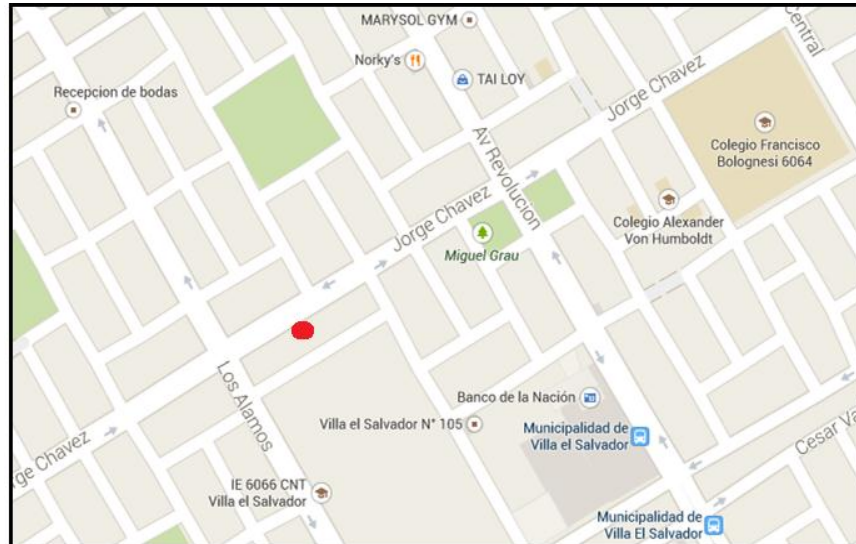 MARYSOL GYM
Norky's
TAI LOY
Central
Recepcion de bodas
Jorge Chavez
Colegio Francisco
Bolognesi 6064
Av Revolucion
Jorge Chavez
Colegio Alexander
Von Humboldt
Miguel Grau
Los Alamos
Banco de la Nación
Villa el Salvador N° 105
Municipalidad de
Villa el Salvador
Cesar Va
rge Chavez
IE 6066 CNT
Villa el Salvador
Municipalidad de
Villa El Salvador